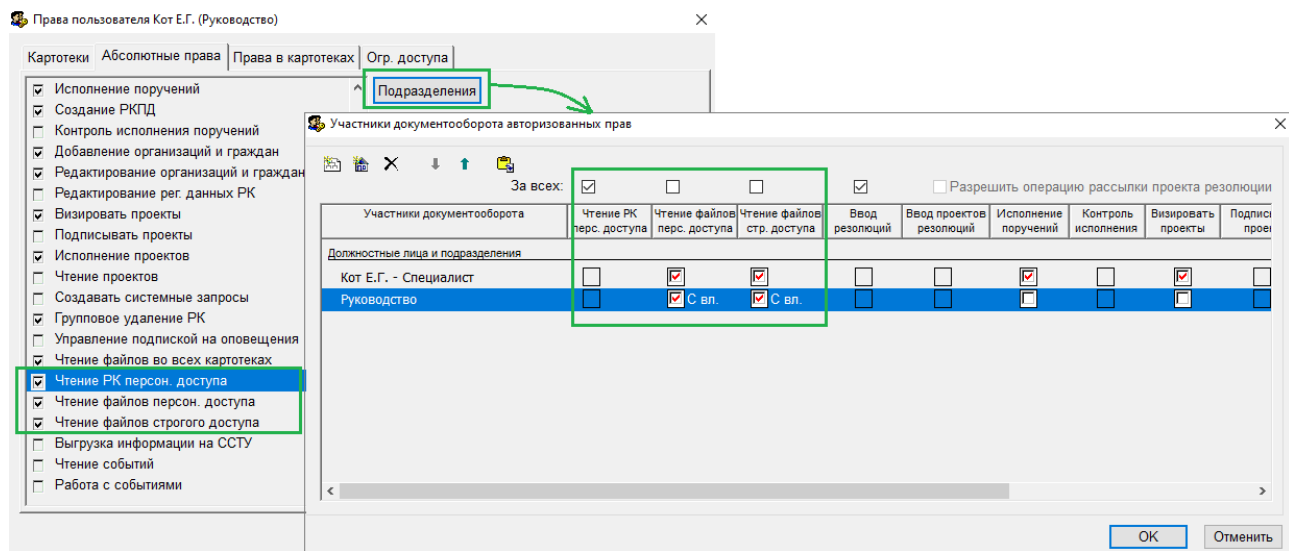 Права пользователя Кот Е.Г. (Руководство)
Картотеки Абсолютные права Права в картотеках Огр. доступа
Исполнение поручений
Создание РКПД
Контроль исполнения поручений
Добавление организаций и граждан
Редактирование организаций и граждан
Редактирование рег. данных РК
Визировать проекты
Подписывать проекты
Исполнение проектов
Чтение проектов
Создавать системные запросы
Групповое удаление РК
Управление подпиской на оповещения
Чтение файлов во всех картотеках
Чтение РК персон. доступа
Чтение файлов персон. доступа
Чтение файлов строгого доступа
Выгрузка информации на ССТУ
Чтение событий
Работа с событиями
Подразделения
Участники документооборота авторизованных прав
За всех:
Разрешить операцию рассылки проекта резолюции
Участники документооборота Чтение РК Чтение файлов Чтение файлов Ввод Ввод проектов Исполнение Контроль Визировать
перс. доступа перс. доступа стр. доступа резолюций резолюций поручений исполнения проекты
Должностные лица и подразделения
Кот Е.Г. - Специалист
Руководство С вл. С вл.
OK Отменить